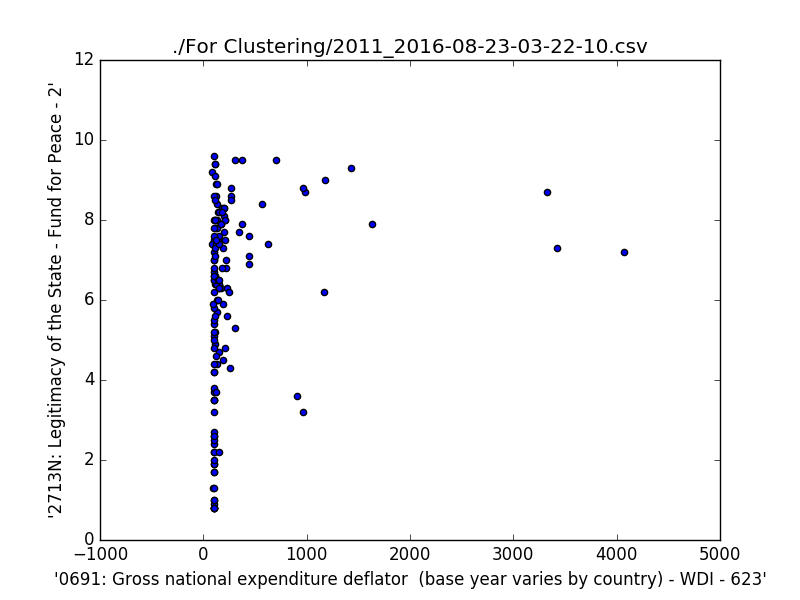 ./For Clustering/2011_2016-08-23-03-22-10.csv
'2713N: Legitimacy of the State - Fund for Peace - 2'
12
10
8
6
4
2
0
−1000 0 1000 2000 3000 4000 5000
'0691: Gross national expenditure deflator  (base year varies by country) - WDI - 623'